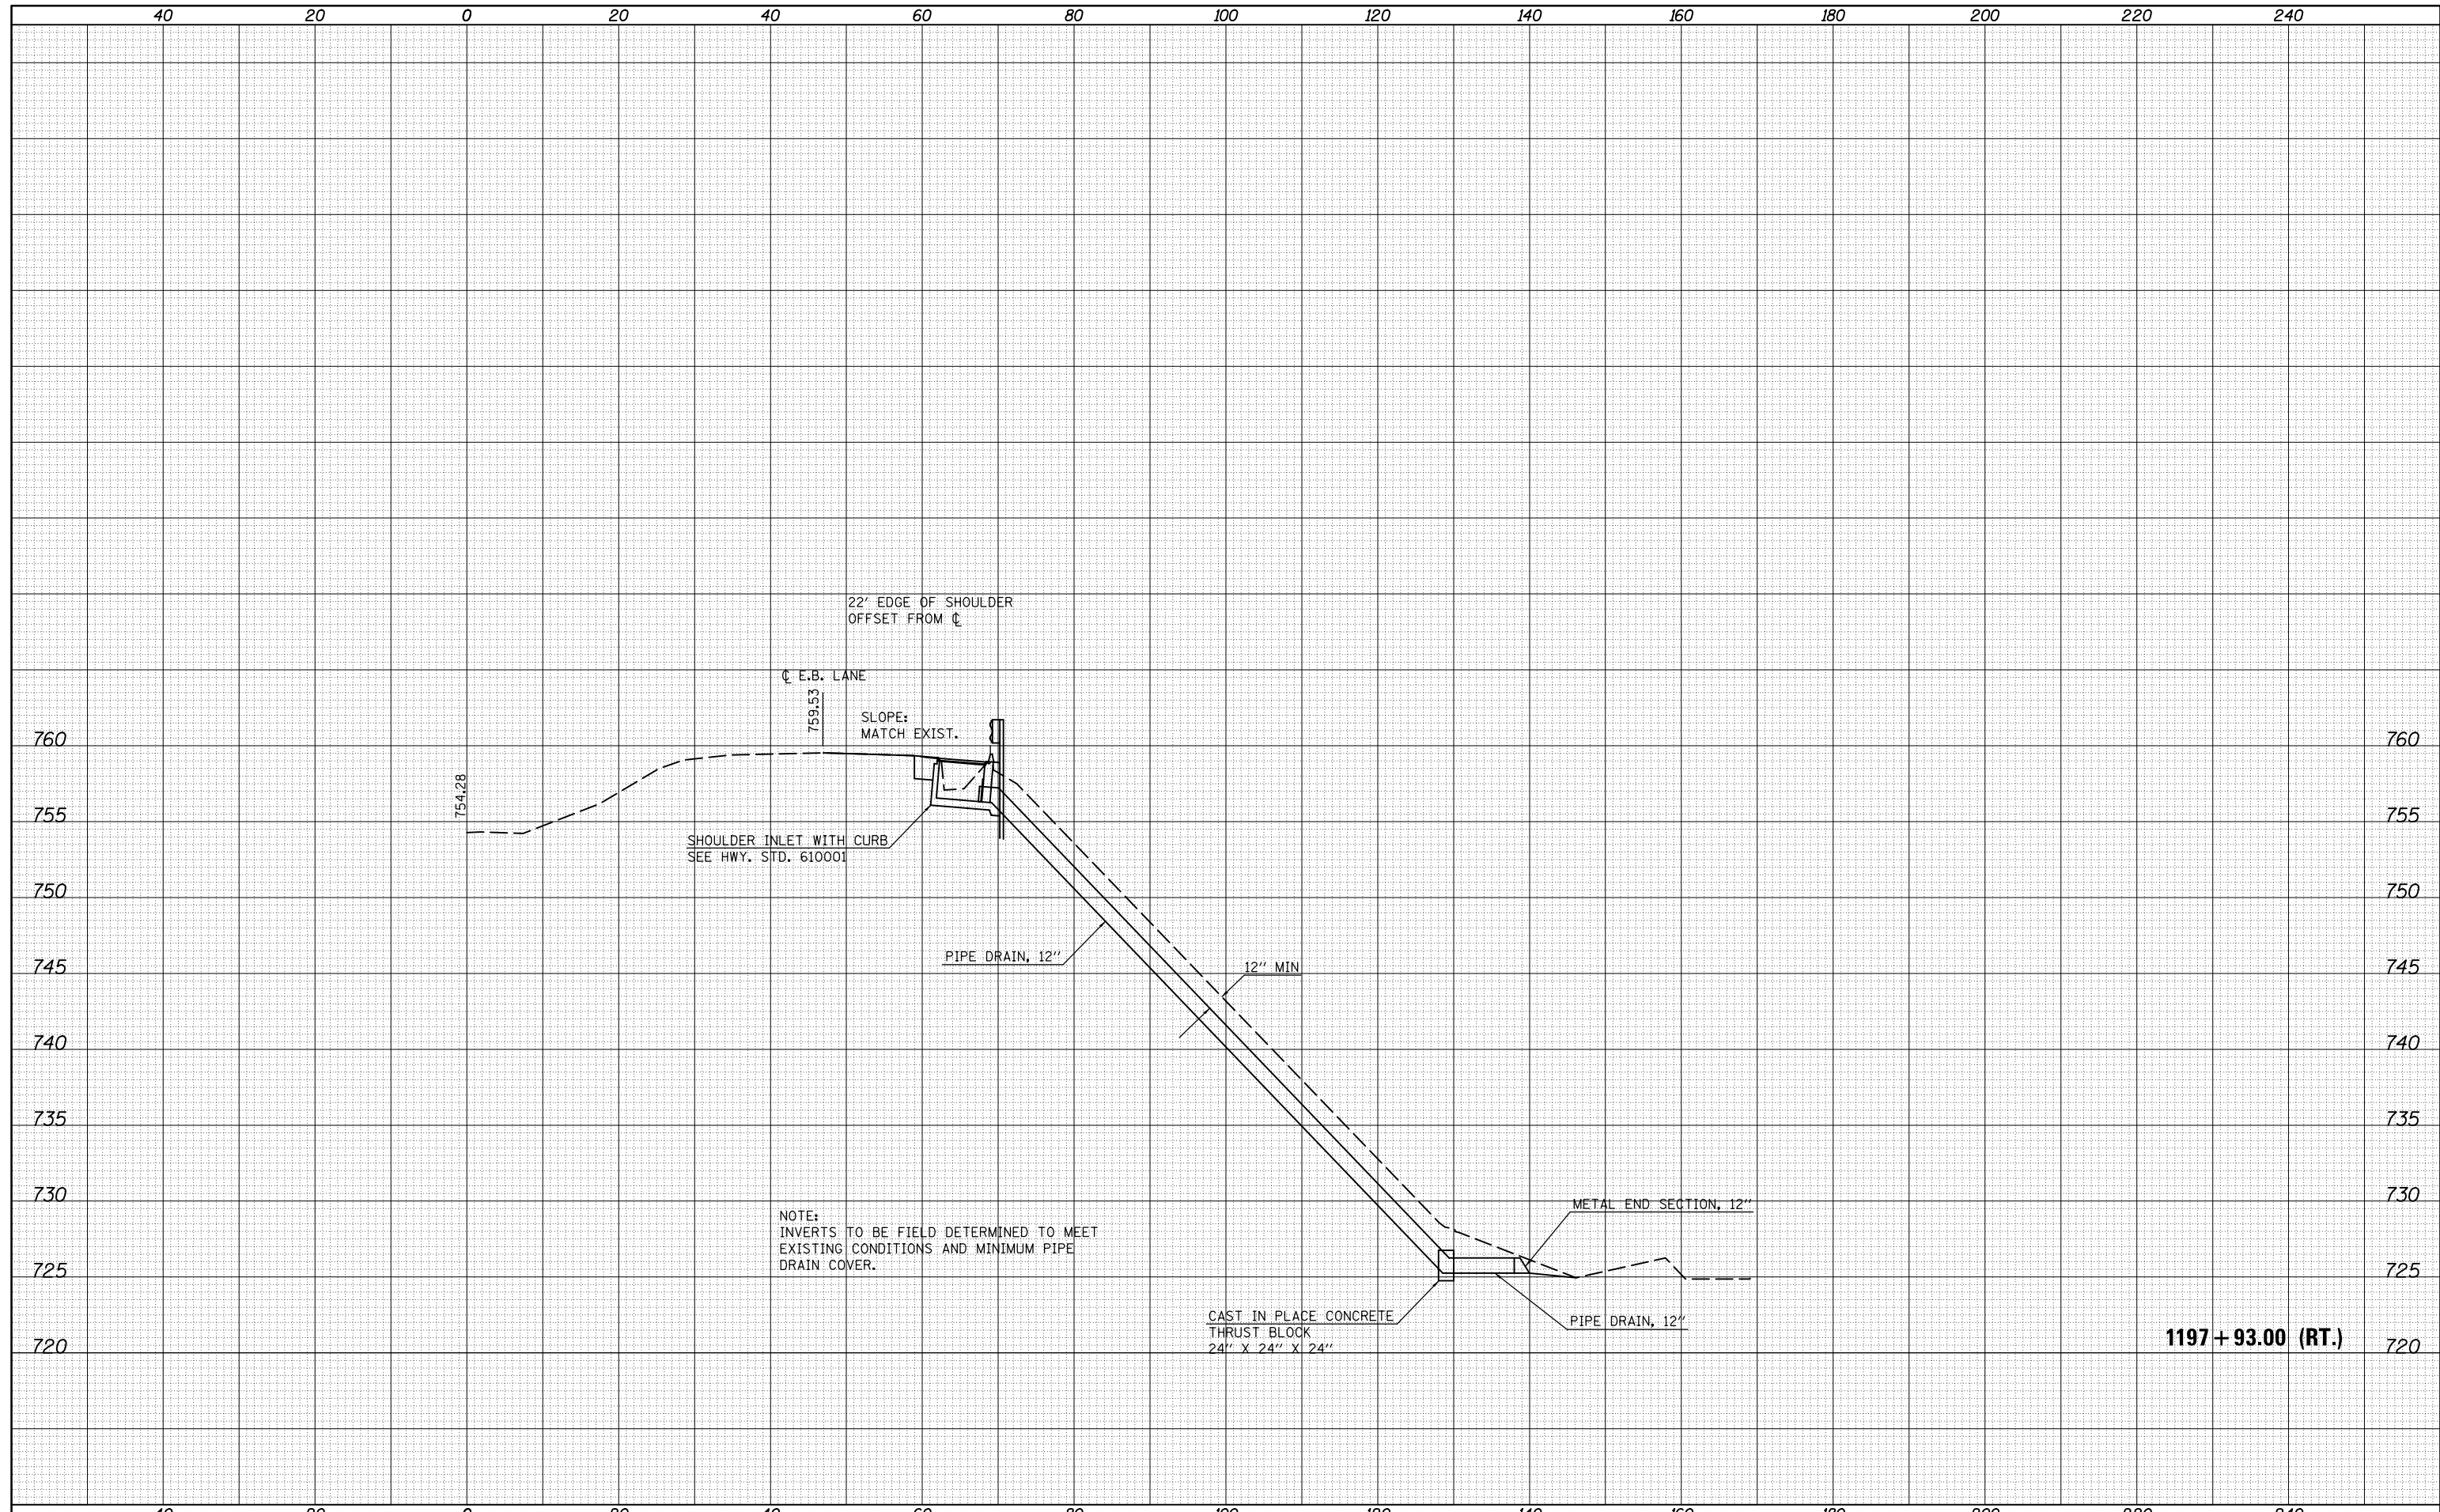 40 20 0 20 40 60 80 100 120 140 160 180 200 220 240
22' EDGE OF SHOULDER
OFFSET FROM ℄
℄ E.B. LANE
759.53
SLOPE:
MATCH EXIST.
760 760
754.28
755 755
SHOULDER INLET WITH CURB
SEE HWY. STD. 610001
750 750
PIPE DRAIN, 12"
12" MIN
745 745
740 740
735 735
730 730
METAL END SECTION, 12"
NOTE:
INVERTS TO BE FIELD DETERMINED TO MEET
EXISTING CONDITIONS AND MINIMUM PIPE
DRAIN COVER.
725 725
CAST IN PLACE CONCRETE
THRUST BLOCK
24" X 24" X 24"
PIPE DRAIN, 12"
1197+93.00 (RT.)
720 720